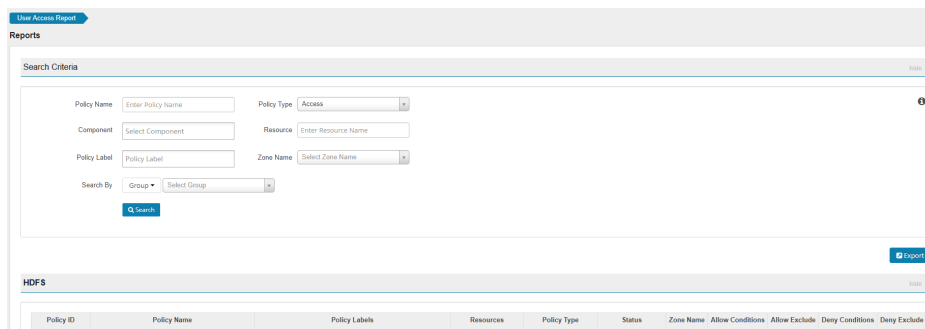 User Access Report
Reports
Search Criteria hide
Policy Name Enter Policy Name Policy Type Access
Component Select Component Resource Enter Resource Name
Policy Label Policy Label Zone Name Select Zone Name
Search By Group Select Group
Search
Export
HDFS hide
Policy ID Policy Name Policy Labels Resources Policy Type Status Zone Name Allow Conditions Allow Exclude Deny Conditions Deny Exclude